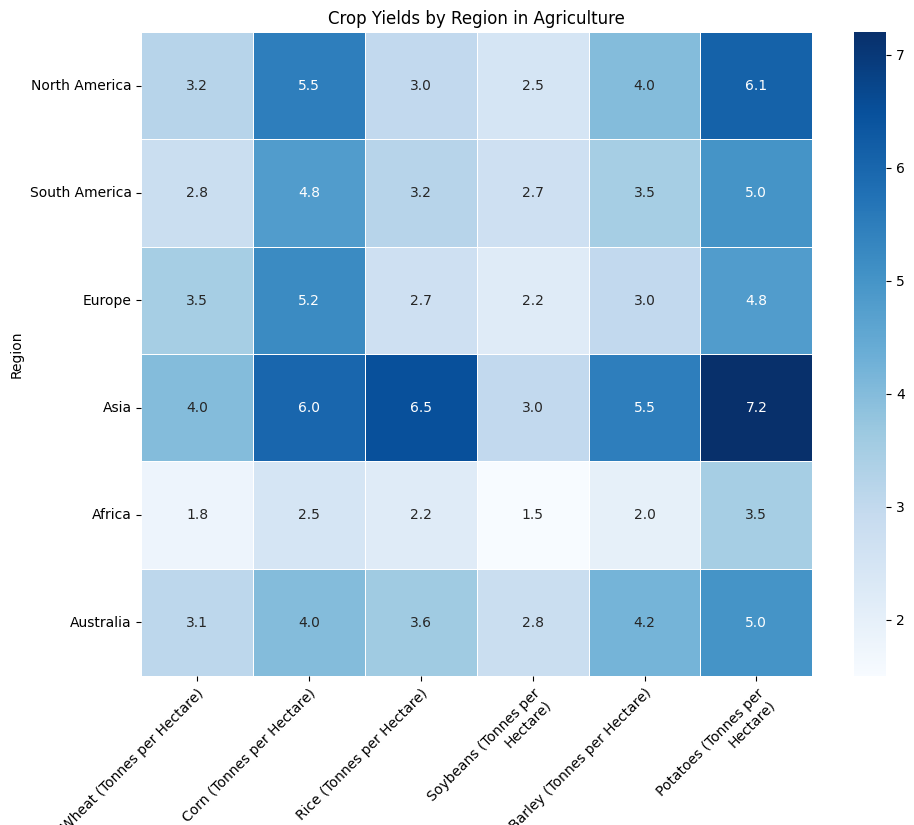 Crop Yields by Region in Agriculture
Region
North America 3.2 5.5 3.0 2.5 4.0 6.1
South America 2.8 4.8 3.2 2.7 3.5 5.0
Europe 3.5 5.2 2.7 2.2 3.0 4.8
Asia 4.0 6.0 6.5 3.0 5.5 7.2
Africa 1.8 2.5 2.2 1.5 2.0 3.5
Australia 3.1 4.0 3.6 2.8 4.2 5.0
Wheat (Tonnes per Hectare)
Corn (Tonnes per Hectare)
Rice (Tonnes per Hectare)
Soybeans (Tonnes per
Hectare)
Barley (Tonnes per Hectare)
Potatoes (Tonnes per
Hectare)
7
6
5
4
3
2